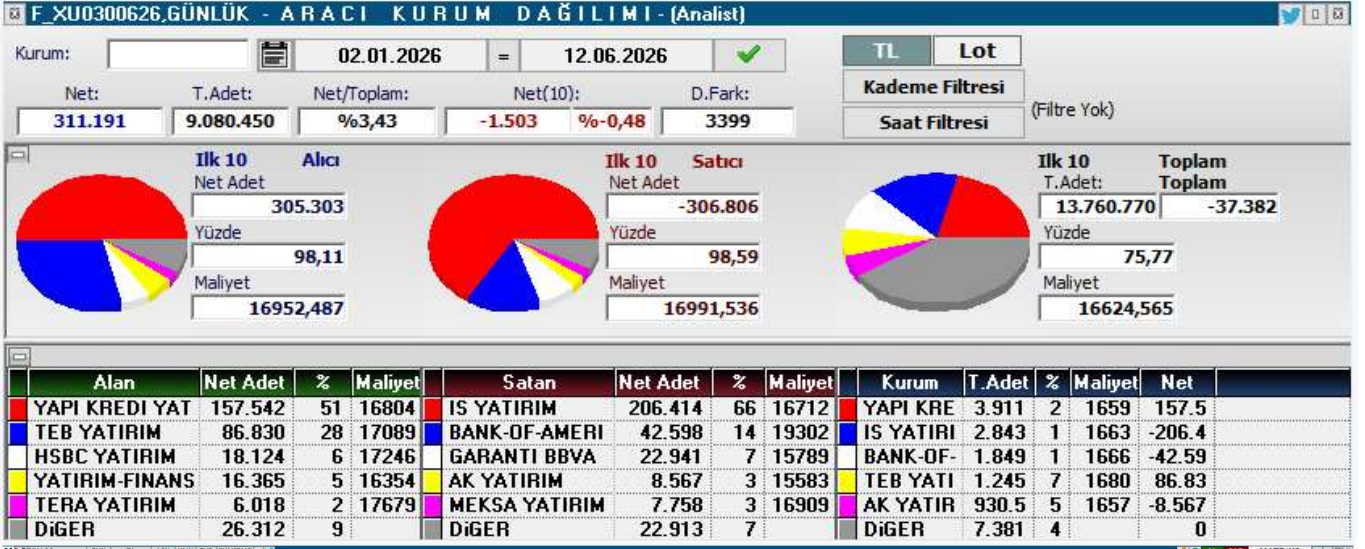 F_XU0300626,GÜNLÜK - ARACI KURUM DAĞILIMI - (Analist)
Kurum: 02.01.2026 = 12.06.2026 TL Lot
Kademe Filtresi
Net: T.Adet: Net/Toplam: Net(10): D.Fark:
311.191 9.080.450 %3,43 -1.503 %-0,48 3399 Saat Filtresi (Filtre Yok)
Ilk 10 Alıcı Ilk 10 Satıcı Ilk 10 Toplam
Net Adet Net Adet T.Adet: Toplam
305.303 -306.806 13.760.770 -37.382
Yüzde Yüzde Yüzde
98,11 98,59 75,77
Maliyet Maliyet Maliyet
16952,487 16991,536 16624,565
Alan Net Adet % Maliyet Satan Net Adet % Maliyet Kurum T.Adet % Maliyet Net
YAPI KREDI YAT 157.542 51 16804 IS YATIRIM 206.414 66 16712 YAPI KRE 3.911 2 1659 157.5
TEB YATIRIM 86.830 28 17089 BANK-OF-AMERI 42.598 14 19302 IS YATIRI 2.843 1 1663 -206.4
HSBC YATIRIM 18.124 6 17246 GARANTI BBVA 22.941 7 15789 BANK-OF- 1.849 1 1666 -42.59
YATIRIM-FINANS 16.365 5 16354 AK YATIRIM 8.567 3 15583 TEB YATI 1.245 7 1680 86.83
TERA YATIRIM 6.018 2 17679 MEKSA YATIRIM 7.758 3 16909 AK YATIR 930.5 5 1657 -8.567
DiĞER 26.312 9 DiĞER 22.913 7 DiĞER 7.381 4 0